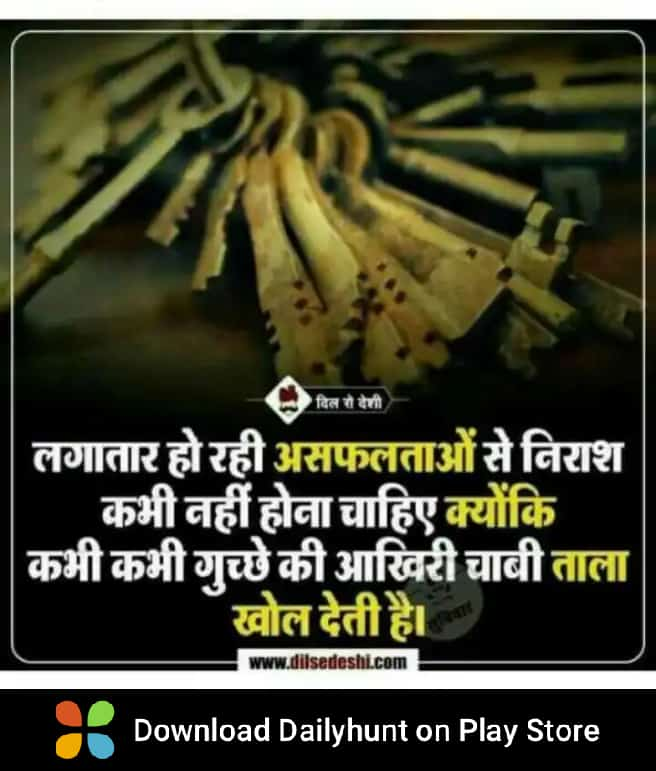 दिल से देशी
लगातार हो रही असफलताओं से निराश
कभी नहीं होना चाहिए क्योंकि
कभी कभी गुच्छे की आखिरी चाबी ताला
खोल देती है।
www.dilsedeshi.com
Download Dailyhunt on Play Store